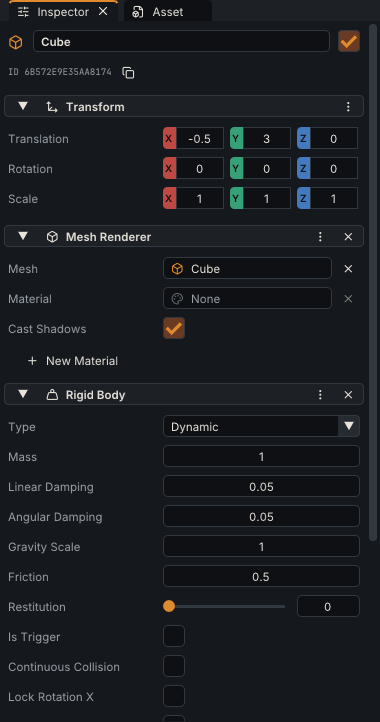 Inspector
Asset
Cube
ID 6B572E9E35AA8174
Transform
Translation X -0.5 Y 3 Z 0
Rotation X 0 Y 0 Z 0
Scale X 1 Y 1 Z 1
Mesh Renderer
Mesh Cube
Material None
Cast Shadows
+ New Material
Rigid Body
Type Dynamic
Mass 1
Linear Damping 0.05
Angular Damping 0.05
Gravity Scale 1
Friction 0.5
Restitution 0
Is Trigger
Continuous Collision
Lock Rotation X